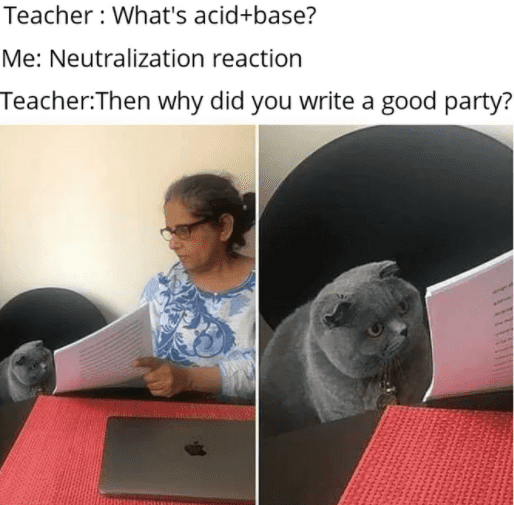 Teacher : What's acid+base?
Me: Neutralization reaction
Teacher:Then why did you write a good party?